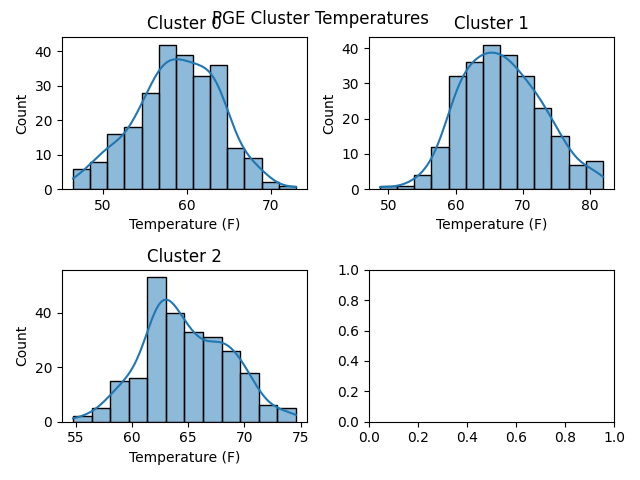 PGE Cluster Temperatures
Cluster 0
40
30
20
10
0
Count
50 60 70
Temperature (F)
Cluster 1
40
30
20
10
0
Count
50 60 70 80
Temperature (F)
Cluster 2
40
20
0
Count
55 60 65 70 75
Temperature (F)
1.0
0.8
0.6
0.4
0.2
0.0
0.0 0.2 0.4 0.6 0.8 1.0